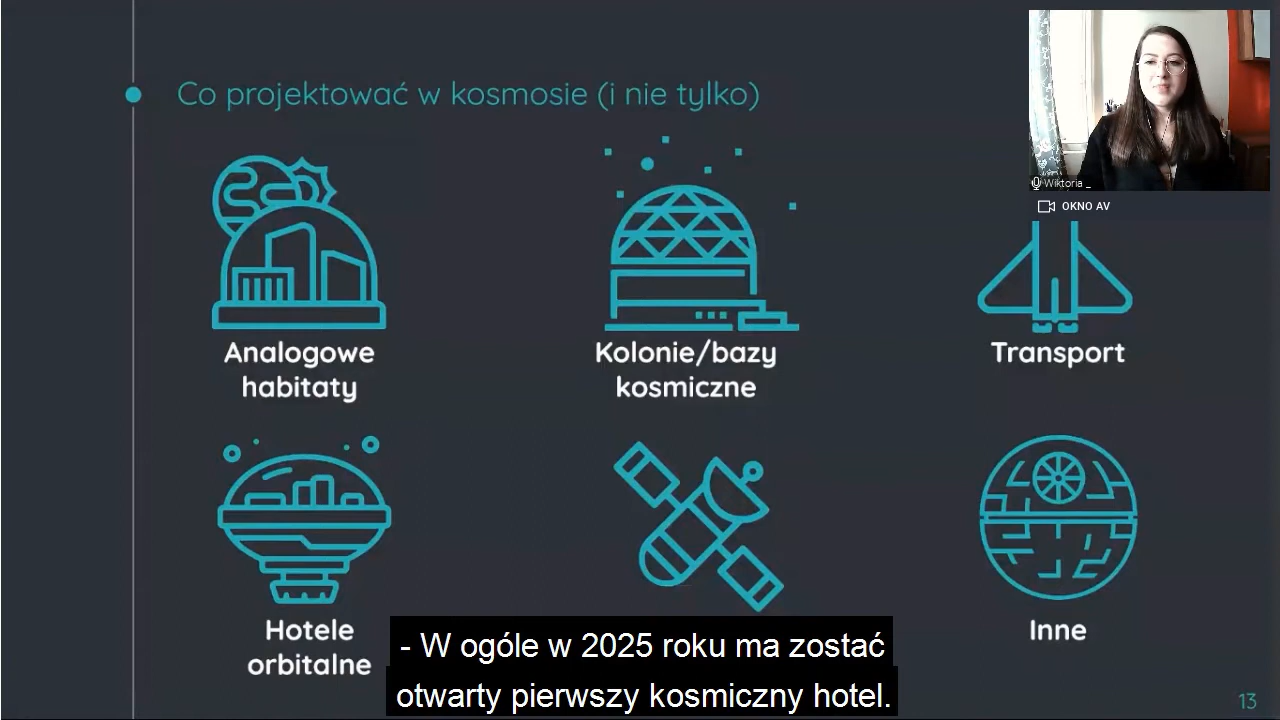 Co projektować w kosmosie (i nie tylko)
Wiktoria _
OKNO AV
Analogowe
habitaty
Kolonie/bazy
kosmiczne
Transport
Hotele
orbitalne
Inne
- W ogóle w 2025 roku ma zostać
otwarty pierwszy kosmiczny hotel.
13